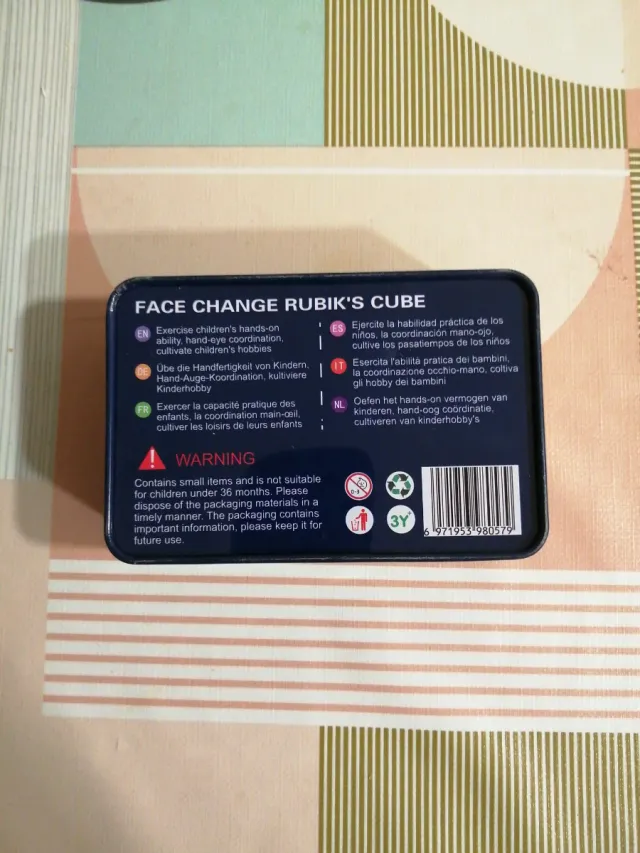 FACE CHANGE RUBIK'S CUBE
EN Exercise children's hands-on
ability, hand-eye coordination,
cultivate children's hobbies
DE Übe die Handfertigkeit von Kindern,
Hand-Auge-Koordination, kultiviere
Kinderhobby
FR Exercer la capacité pratique des
enfants, la coordination main-œil,
cultiver les loisirs de leurs enfants
ES Ejercite la habilidad práctica de los
niños, la coordinación mano-ojo,
cultive los pasatiempos de los niños
IT Esercita l'abilità pratica dei bambini,
la coordinazione occhio-mano, coltiva
gli hobby dei bambini
NL Oefen het hands-on vermogen van
kinderen, hand-oog coördinatie,
cultiveren van kinderhobby's
WARNING
Contains small items and is not suitable
for children under 36 months. Please
dispose of the packaging materials in a
timely manner. The packaging contains
important information, please keep it for
future use.
0-3
3Y+
6 971953 980579